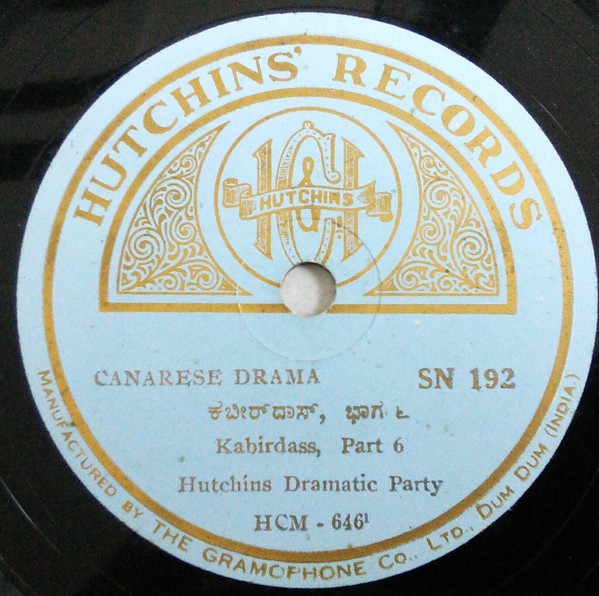 HUTCHINS' RECORDS
HUTCHINS
CANARESE DRAMA SN 192
ಕಬೀರ್‌ದಾಸ್, ಭಾಗ ೬
Kabirdass, Part 6
Hutchins Dramatic Party
HCM - 646¹
MANUFACTURED BY THE GRAMOPHONE CO., LTD., DUM DUM (INDIA.)